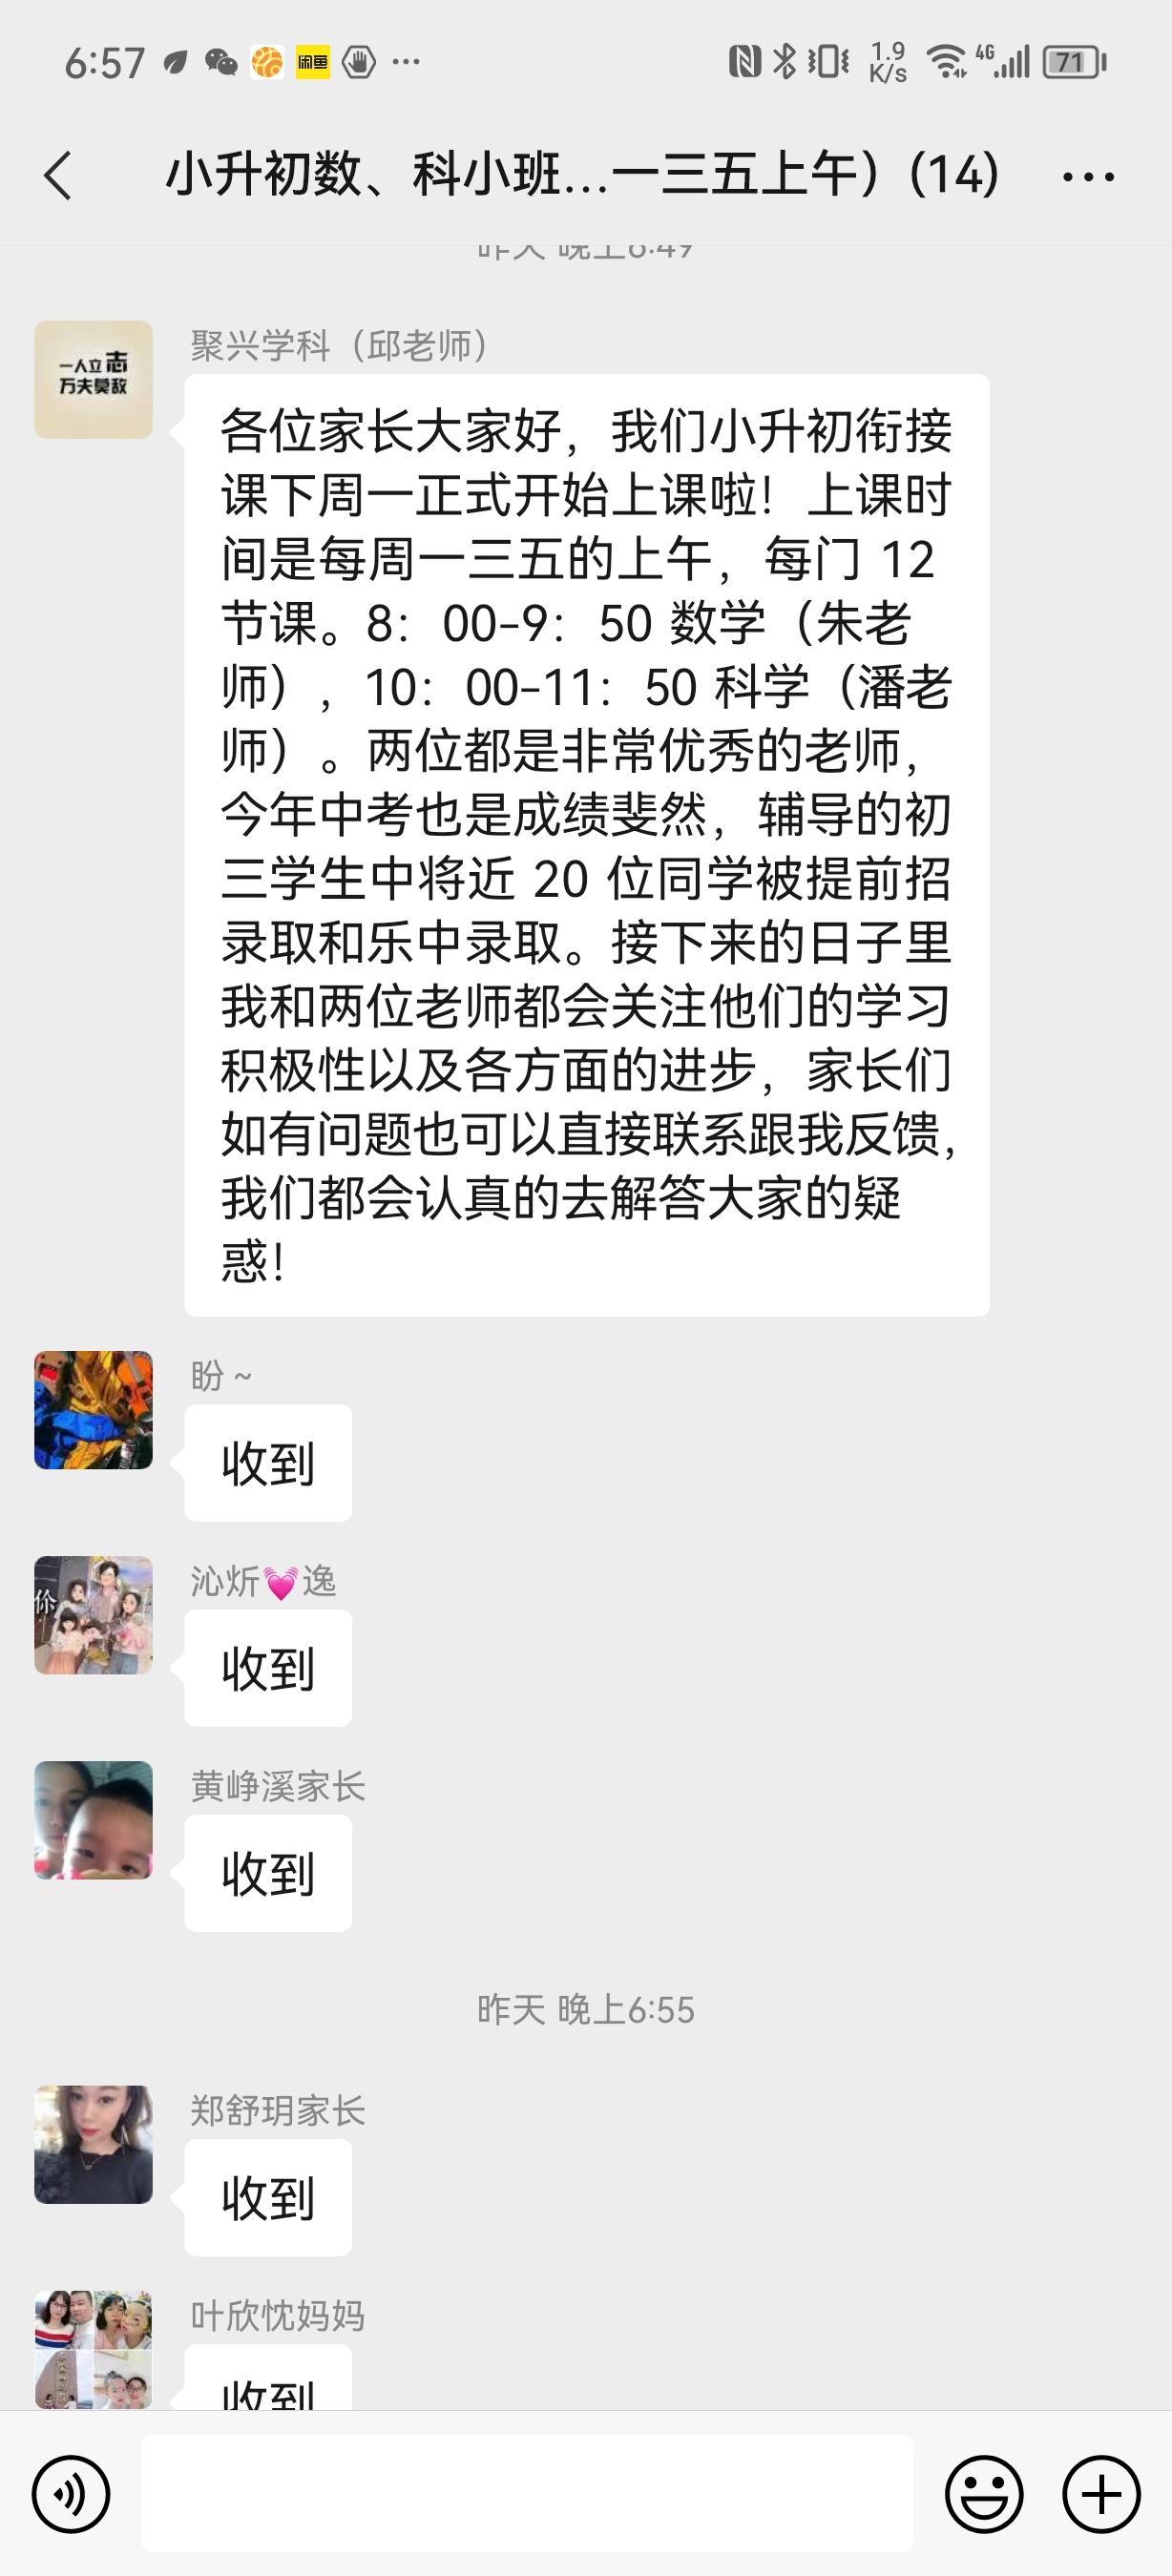 6:57 闲鱼 ... 1.9 K/s 4G 71
小升初数、科小班...一三五上午）(14)
昨天 晚上6:49
聚兴学科（邱老师）
一人立志
万夫莫敌
各位家长大家好，我们小升初衔接
课下周一正式开始上课啦！上课时
间是每周一三五的上午，每门 12
节课。8：00-9：50 数学（朱老
师），10：00-11：50 科学（潘老
师）。两位都是非常优秀的老师，
今年中考也是成绩斐然，辅导的初
三学生中将近 20 位同学被提前招
录取和乐中录取。接下来的日子里
我和两位老师都会关注他们的学习
积极性以及各方面的进步，家长们
如有问题也可以直接联系跟我反馈，
我们都会认真的去解答大家的疑
惑！
盼 ~
收到
沁炘💓逸
收到
黄峥溪家长
收到
昨天 晚上6:55
郑舒玥家长
收到
叶欣忱妈妈
收到